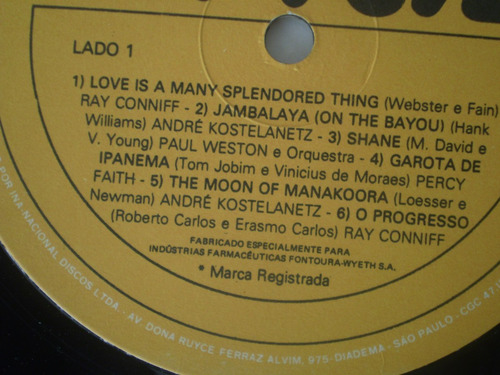 LADO 1
1) LOVE IS A MANY SPLENDORED THING (Webster e Fain)
RAY CONNIFF - 2) JAMBALAYA (ON THE BAYOU) (Hank
Williams) ANDRÉ KOSTELANETZ - 3) SHANE (M. David e
V. Young) PAUL WESTON e Orquestra - 4) GAROTA DE
IPANEMA (Tom Jobim e Vinicius de Moraes) PERCY
FAITH - 5) THE MOON OF MANAKOORA (Loesser e
Newman) ANDRÉ KOSTELANETZ - 6) O PROGRESSO
(Roberto Carlos e Erasmo Carlos) RAY CONNIFF
FABRICADO ESPECIALMENTE PARA
INDÚSTRIAS FARMACÊUTICAS FONTOURA-WYETH S.A.
• Marca Registrada
POR INA-NACIONAL DISCOS LTDA. - AV. DONA RUYCE FERRAZ ALVIM, 975-DIADEMA - SÃO PAULO - CGC 47